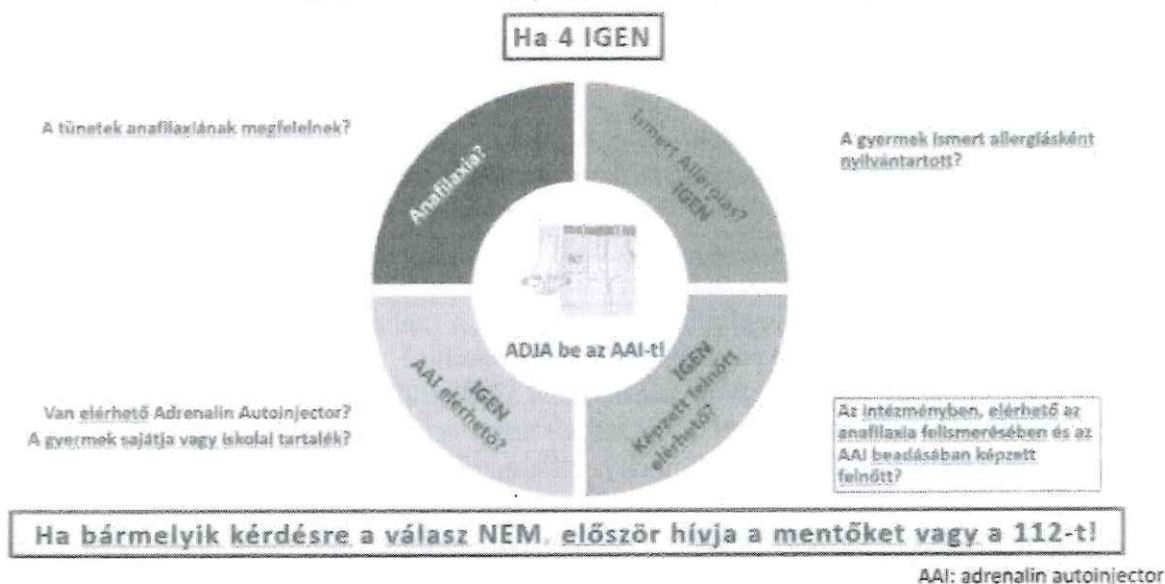 Ha 4 IGEN
A tünetek anafilaxiának megfelelnek?
Anafilaxia?
Ismert Allergiás?
IGEN
A gyermek ismert allergiásként
nyilvántartott?
ADJA be az AAI-t!
IGEN
AAI elérhető?
IGEN
Képzett felnőtt
elérhető?
Van elérhető Adrenalin Autoinjector?
A gyermek sajátja vagy iskolai tartalék?
Az intézményben, elérhető az
anafilaxia felismerésében és az
AAI beadásában képzett
felnőtt?
Ha bármelyik kérdésre a válasz NEM, először hívja a mentőket vagy a 112-t!
AAI: adrenalin autoinjector